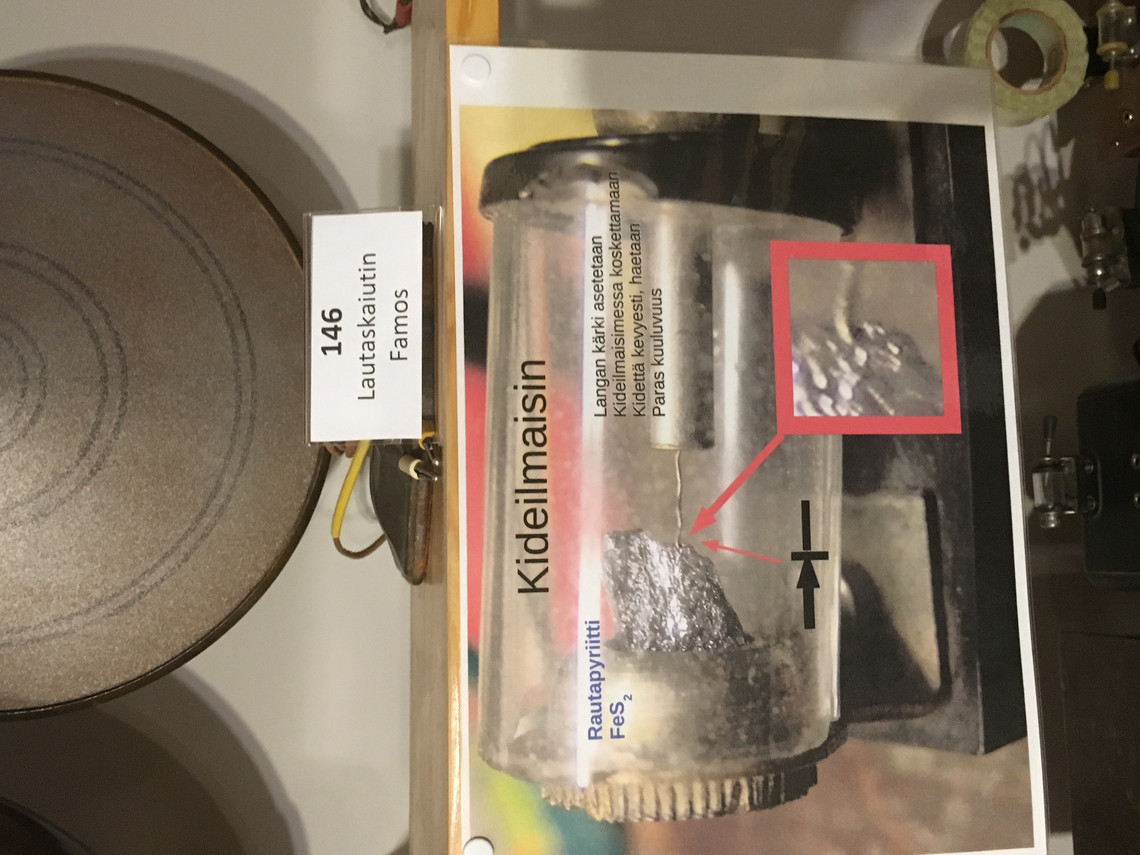 146
Lautaskaiutin
Famos
Kideilmaisin
Langan kärki asetetaan
Kideilmaisimessa koskettamaan
Kidettä kevyesti, haetaan
Paras kuuluvuus
Rautapyriitti
FeS₂